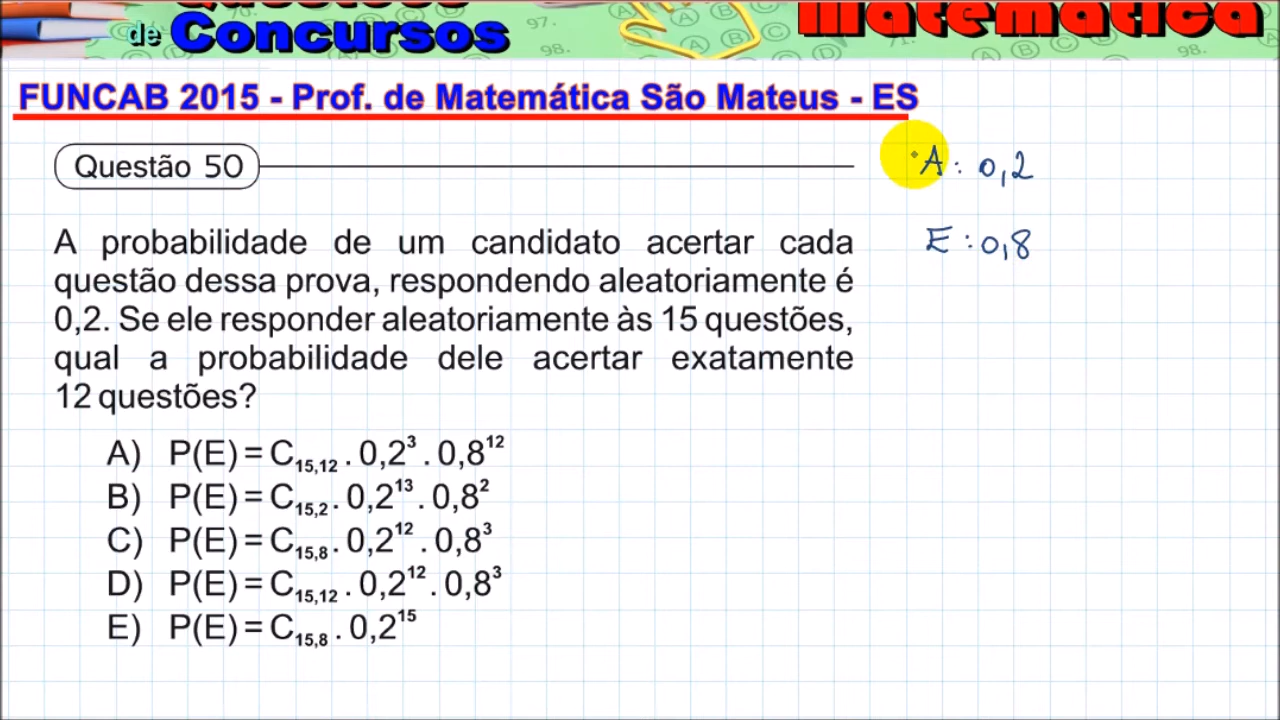 de Concursos
Matemática
FUNCAB 2015 - Prof. de Matemática São Mateus - ES
Questão 50
A probabilidade de um candidato acertar cada
questão dessa prova, respondendo aleatoriamente é
0,2. Se ele responder aleatoriamente às 15 questões,
qual a probabilidade dele acertar exatamente
12 questões?
A) P(E) = C₁₅,₁₂ . 0,2³ . 0,8¹²
B) P(E) = C₁₅,₂ . 0,2¹³ . 0,8²
C) P(E) = C₁₅,₈ . 0,2¹² . 0,8³
D) P(E) = C₁₅,₁₂ . 0,2¹² . 0,8³
E) P(E) = C₁₅,₈ . 0,2¹⁵
A : 0,2
E : 0,8